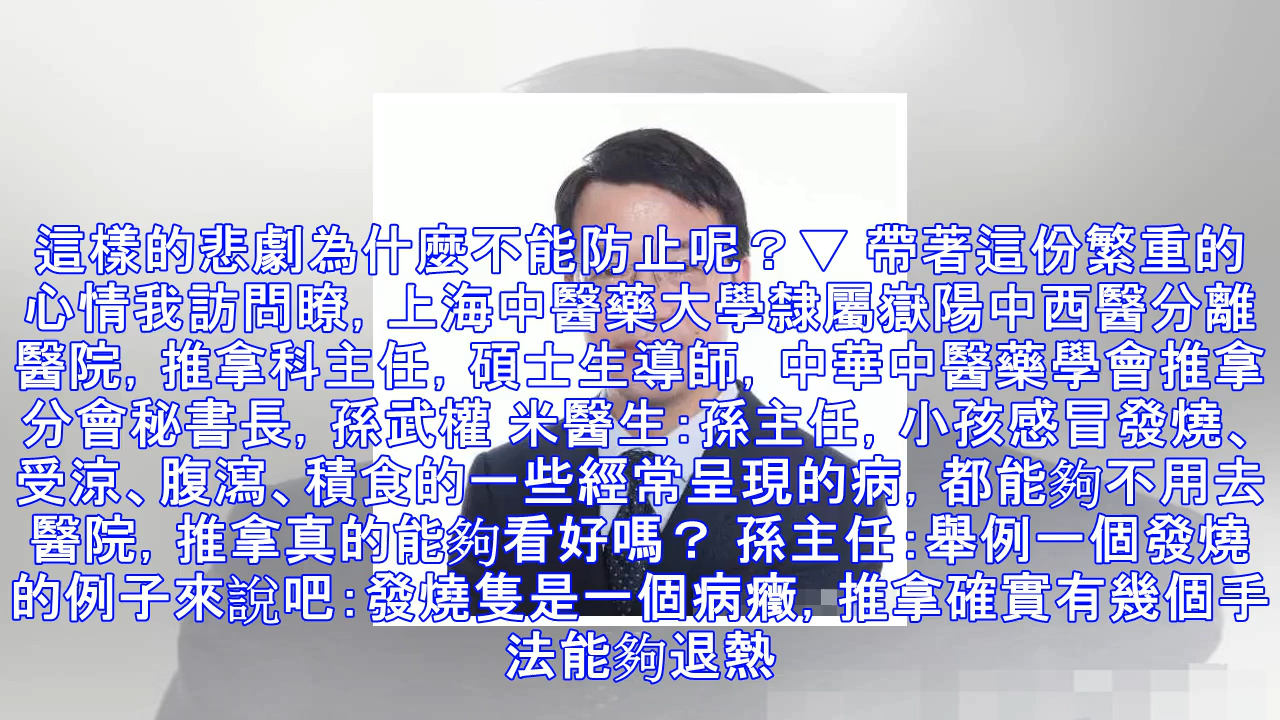 這樣的悲劇為什麼不能防止呢？▼ 帶著這份繁重的
心情我訪問瞭, 上海中醫藥大學隸屬嶽陽中西醫分離
醫院, 推拿科主任, 碩士生導師, 中華中醫藥學會推拿
分會秘書長, 孫武權 米醫生:孫主任, 小孩感冒發燒、
受涼、腹瀉、積食的一些經常呈現的病, 都能夠不用去
醫院, 推拿真的能夠看好嗎？ 孫主任:舉例一個發燒
的例子來說吧:發燒隻是一個病癥, 推拿確實有幾個手
法能夠退熱